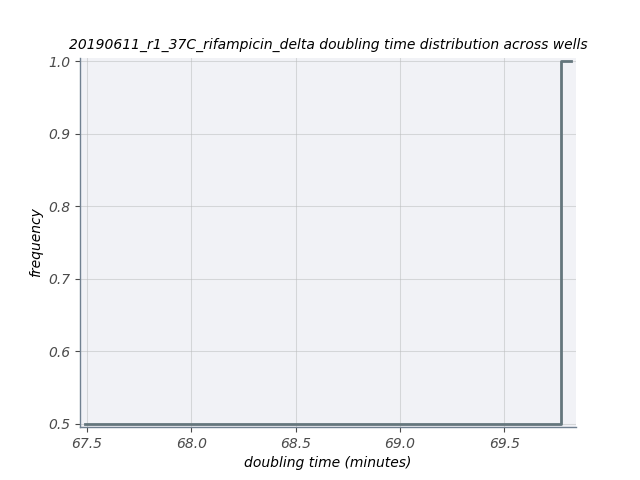 20190611_r1_37C_rifampicin_delta doubling time distribution across wells
1.0
0.9
0.8
0.7
0.6
0.5
frequency
67.5 68.0 68.5 69.0 69.5
doubling time (minutes)